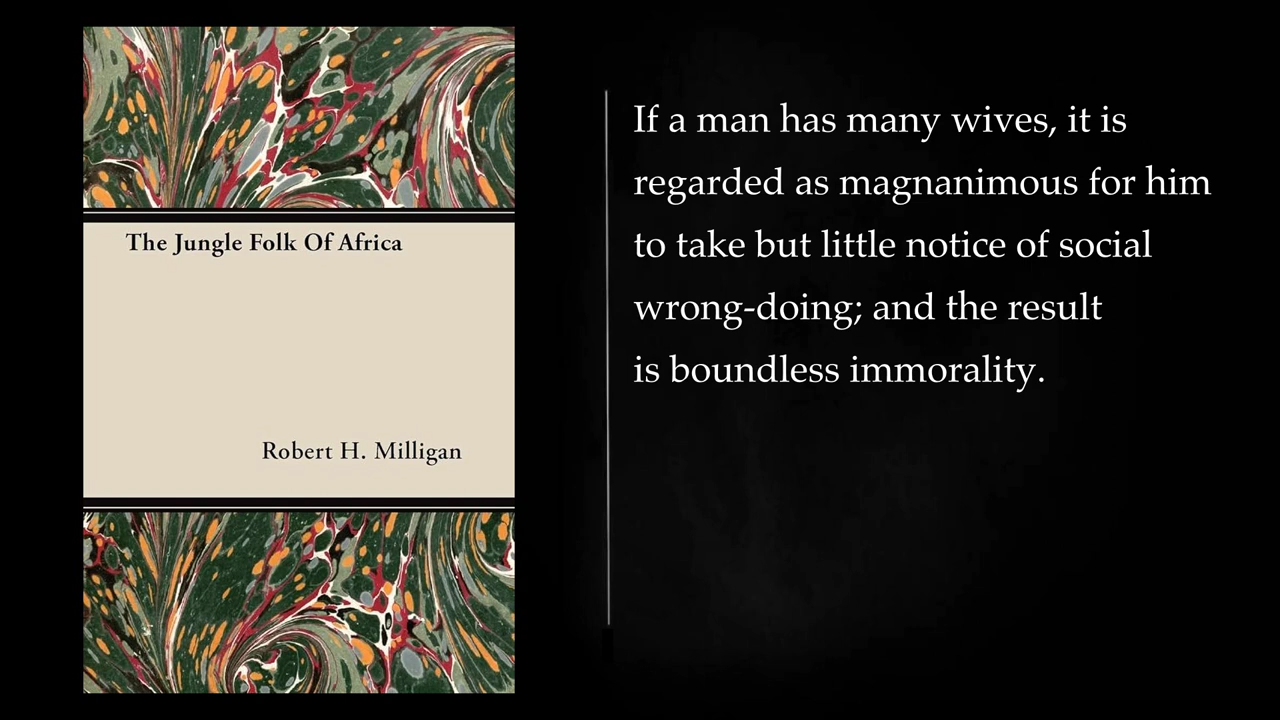 The Jungle Folk Of Africa
Robert H. Milligan
If a man has many wives, it is
regarded as magnanimous for him
to take but little notice of social
wrong-doing; and the result
is boundless immorality.